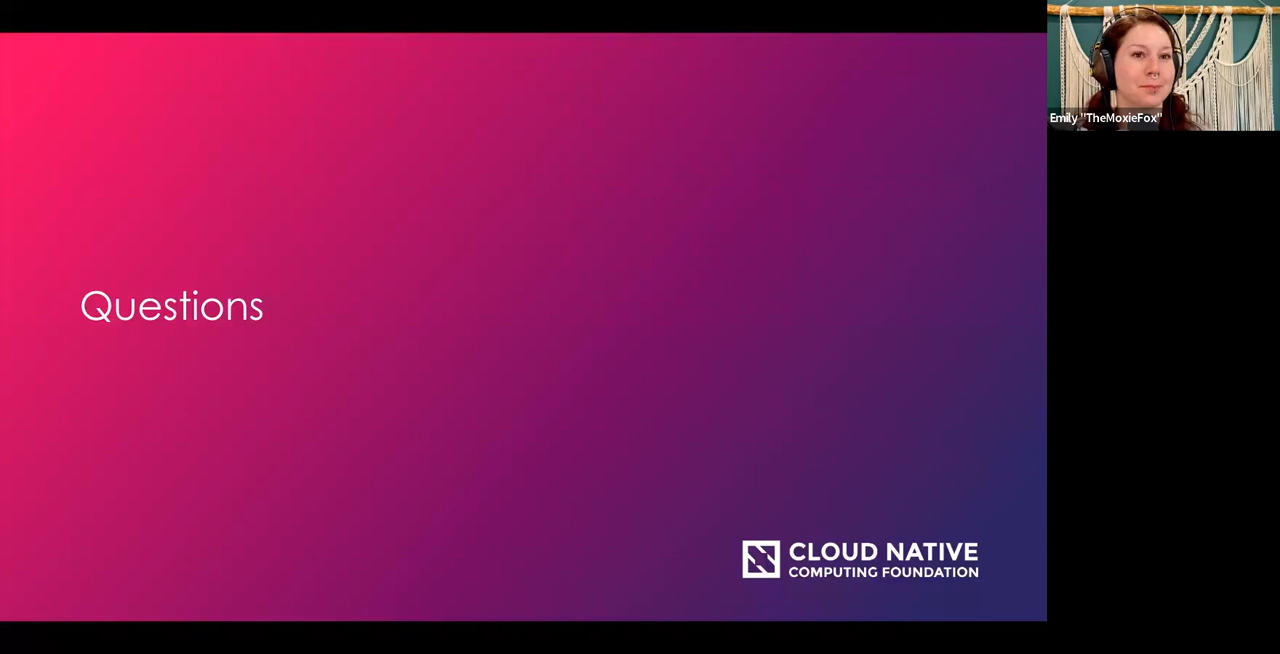 Emily "TheMoxieFox"
Questions
CLOUD NATIVE
COMPUTING FOUNDATION